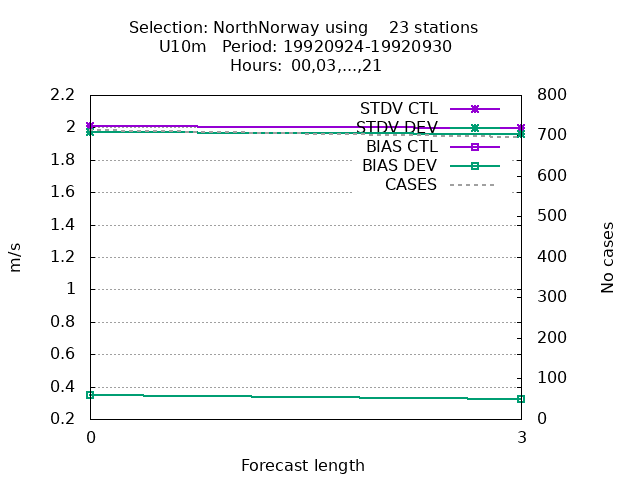 Selection: NorthNorway using    23 stations
U10m   Period: 19920924-19920930
Hours:  00,03,...,21
STDV CTL
STDV DEV
BIAS CTL
BIAS DEV
CASES
2.2
2
1.8
1.6
1.4
1.2
1
0.8
0.6
0.4
0.2
800
700
600
500
400
300
200
100
0
m/s
No cases
0
3
Forecast length